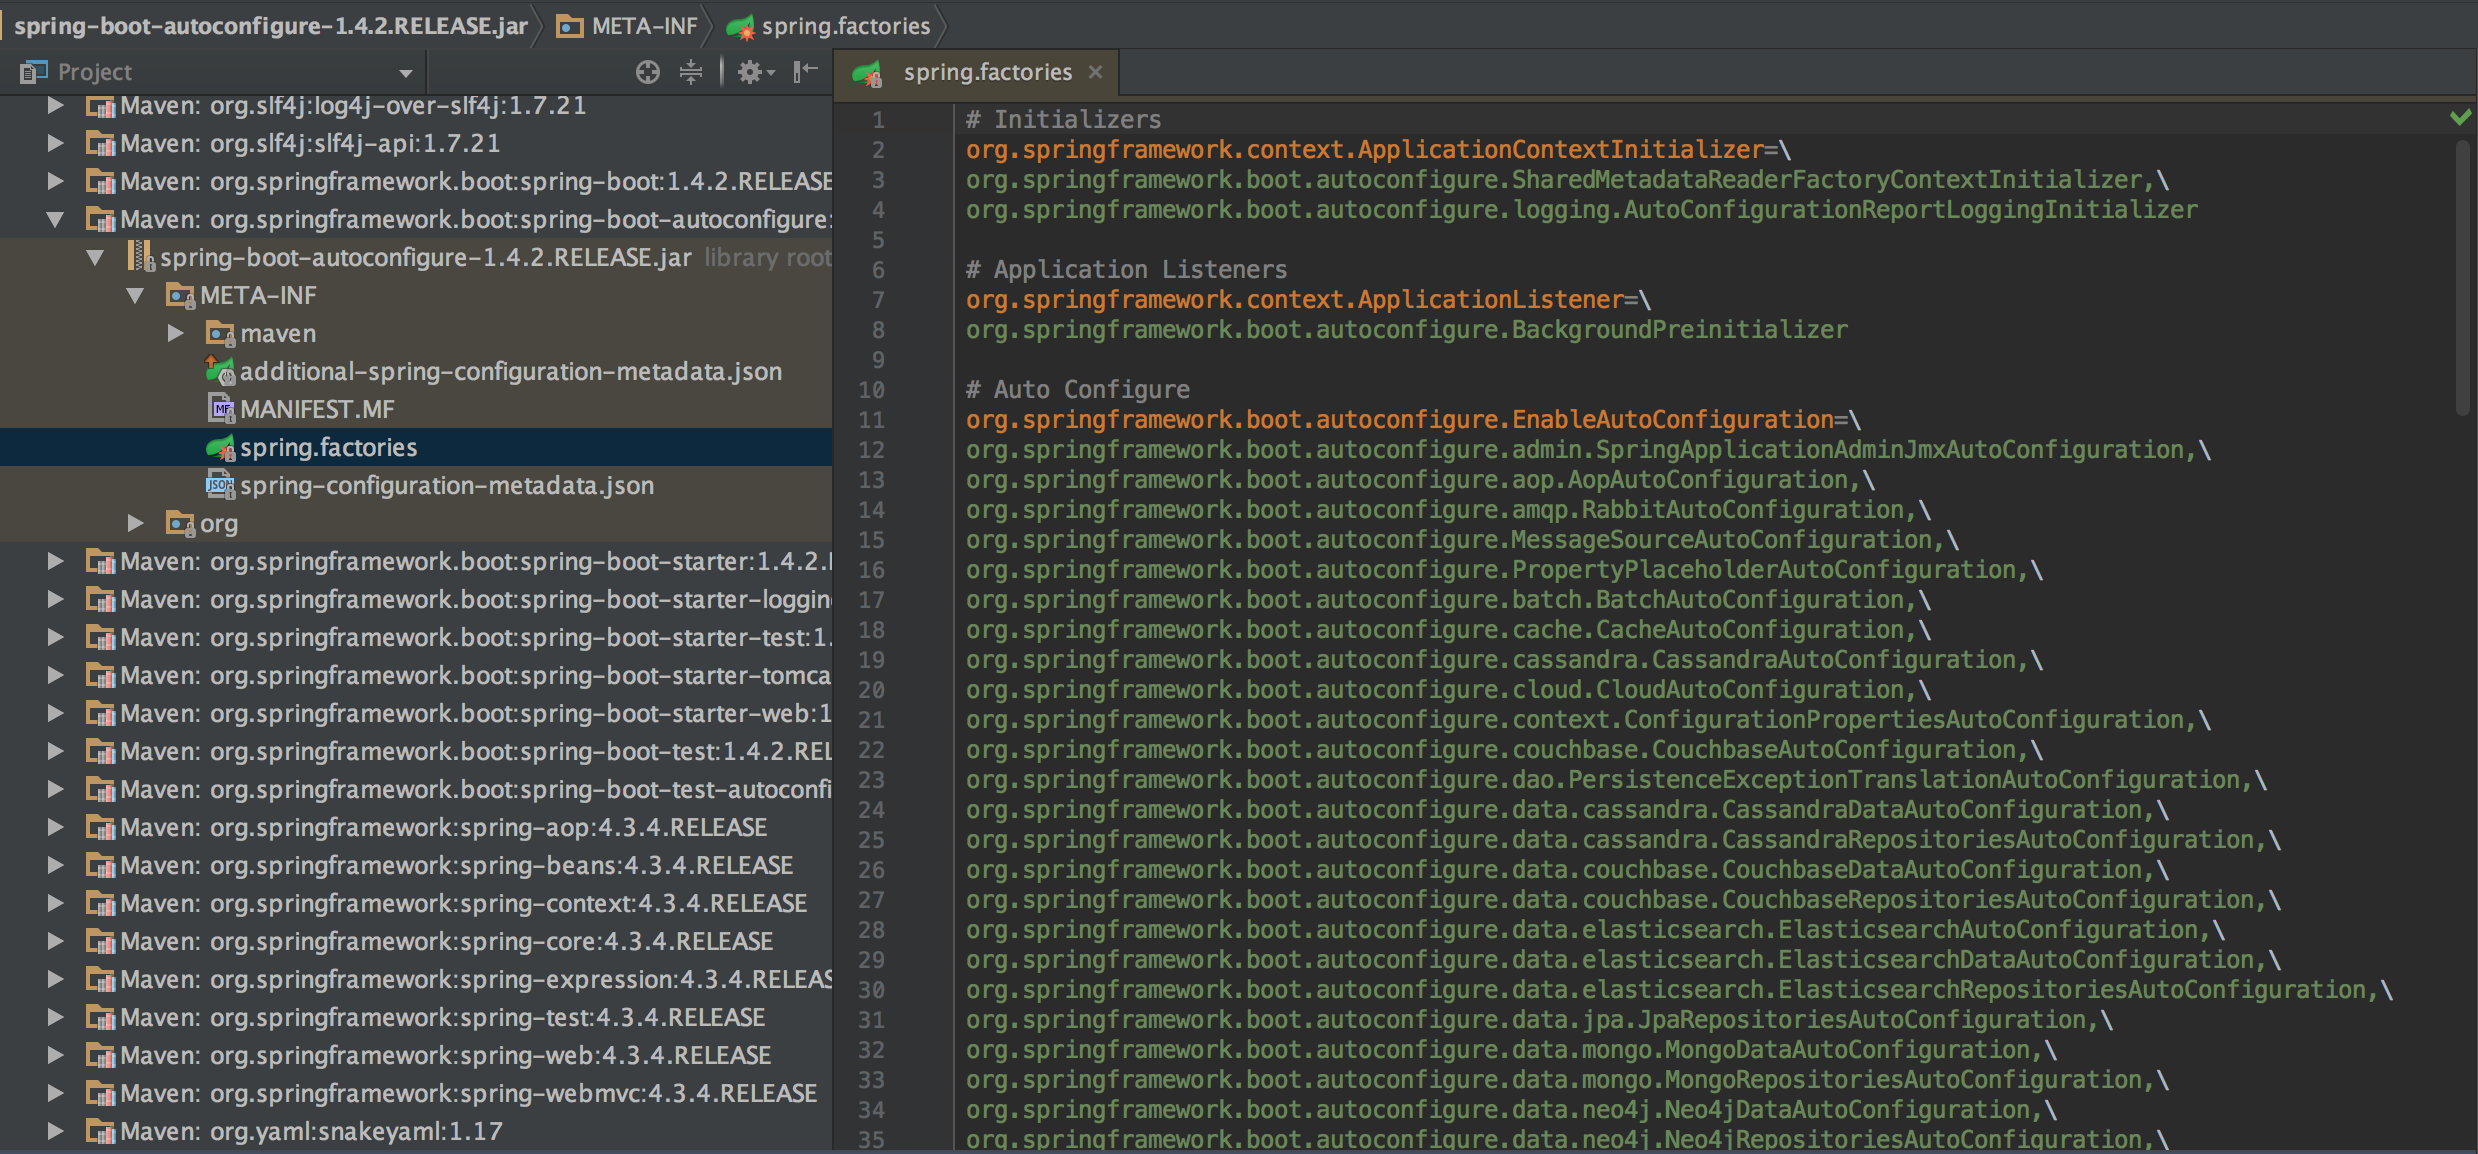 spring-boot-autoconfigure-1.4.2.RELEASE.jar META-INF spring.factories
Project
Maven: org.slf4j:log4j-over-slf4j:1.7.21
Maven: org.slf4j:slf4j-api:1.7.21
Maven: org.springframework.boot:spring-boot:1.4.2.RELEASE
Maven: org.springframework.boot:spring-boot-autoconfigure:
spring-boot-autoconfigure-1.4.2.RELEASE.jar library root
META-INF
maven
additional-spring-configuration-metadata.json
MANIFEST.MF
spring.factories
spring-configuration-metadata.json
org
Maven: org.springframework.boot:spring-boot-starter:1.4.2.
Maven: org.springframework.boot:spring-boot-starter-loggin
Maven: org.springframework.boot:spring-boot-starter-test:1.
Maven: org.springframework.boot:spring-boot-starter-tomca
Maven: org.springframework.boot:spring-boot-starter-web:1
Maven: org.springframework.boot:spring-boot-test:1.4.2.REL
Maven: org.springframework.boot:spring-boot-test-autoconfi
Maven: org.springframework:spring-aop:4.3.4.RELEASE
Maven: org.springframework:spring-beans:4.3.4.RELEASE
Maven: org.springframework:spring-context:4.3.4.RELEASE
Maven: org.springframework:spring-core:4.3.4.RELEASE
Maven: org.springframework:spring-expression:4.3.4.RELEAS
Maven: org.springframework:spring-test:4.3.4.RELEASE
Maven: org.springframework:spring-web:4.3.4.RELEASE
Maven: org.springframework:spring-webmvc:4.3.4.RELEASE
Maven: org.yaml:snakeyaml:1.17
spring.factories
1 # Initializers
2 org.springframework.context.ApplicationContextInitializer=\
3 org.springframework.boot.autoconfigure.SharedMetadataReaderFactoryContextInitializer,\
4 org.springframework.boot.autoconfigure.logging.AutoConfigurationReportLoggingInitializer
5
6 # Application Listeners
7 org.springframework.context.ApplicationListener=\
8 org.springframework.boot.autoconfigure.BackgroundPreinitializer
9
10 # Auto Configure
11 org.springframework.boot.autoconfigure.EnableAutoConfiguration=\
12 org.springframework.boot.autoconfigure.admin.SpringApplicationAdminJmxAutoConfiguration,\
13 org.springframework.boot.autoconfigure.aop.AopAutoConfiguration,\
14 org.springframework.boot.autoconfigure.amqp.RabbitAutoConfiguration,\
15 org.springframework.boot.autoconfigure.MessageSourceAutoConfiguration,\
16 org.springframework.boot.autoconfigure.PropertyPlaceholderAutoConfiguration,\
17 org.springframework.boot.autoconfigure.batch.BatchAutoConfiguration,\
18 org.springframework.boot.autoconfigure.cache.CacheAutoConfiguration,\
19 org.springframework.boot.autoconfigure.cassandra.CassandraAutoConfiguration,\
20 org.springframework.boot.autoconfigure.cloud.CloudAutoConfiguration,\
21 org.springframework.boot.autoconfigure.context.ConfigurationPropertiesAutoConfiguration,\
22 org.springframework.boot.autoconfigure.couchbase.CouchbaseAutoConfiguration,\
23 org.springframework.boot.autoconfigure.dao.PersistenceExceptionTranslationAutoConfiguration,\
24 org.springframework.boot.autoconfigure.data.cassandra.CassandraDataAutoConfiguration,\
25 org.springframework.boot.autoconfigure.data.cassandra.CassandraRepositoriesAutoConfiguration,\
26 org.springframework.boot.autoconfigure.data.couchbase.CouchbaseDataAutoConfiguration,\
27 org.springframework.boot.autoconfigure.data.couchbase.CouchbaseRepositoriesAutoConfiguration,\
28 org.springframework.boot.autoconfigure.data.elasticsearch.ElasticsearchAutoConfiguration,\
29 org.springframework.boot.autoconfigure.data.elasticsearch.ElasticsearchDataAutoConfiguration,\
30 org.springframework.boot.autoconfigure.data.elasticsearch.ElasticsearchRepositoriesAutoConfiguration,\
31 org.springframework.boot.autoconfigure.data.jpa.JpaRepositoriesAutoConfiguration,\
32 org.springframework.boot.autoconfigure.data.mongo.MongoDataAutoConfiguration,\
33 org.springframework.boot.autoconfigure.data.mongo.MongoRepositoriesAutoConfiguration,\
34 org.springframework.boot.autoconfigure.data.neo4j.Neo4jDataAutoConfiguration,\
35 org.springframework.boot.autoconfigure.data.neo4j.Neo4jRepositoriesAutoConfiguration,\